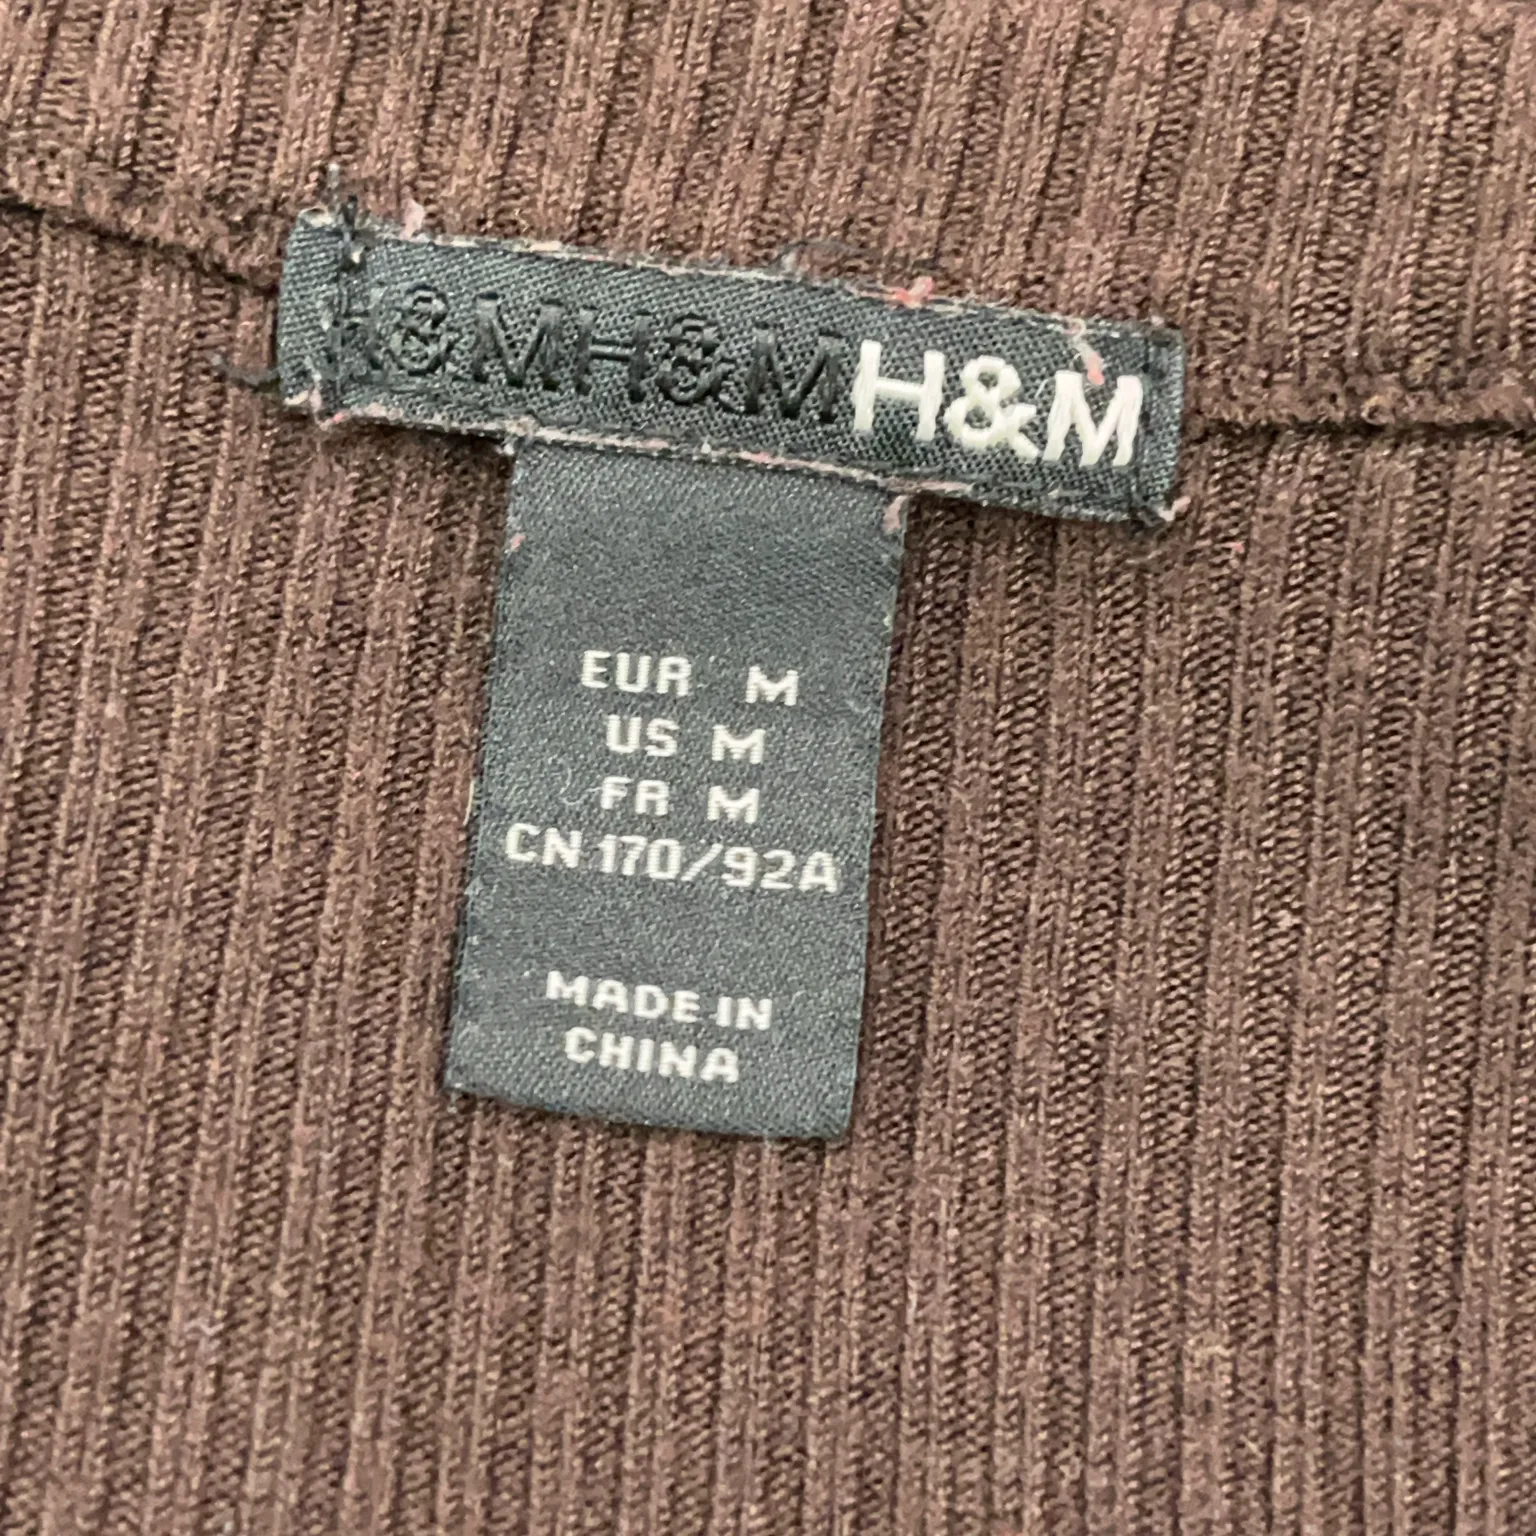 H&MH&MH&M
EUR M
US M
FR M
CN 170/92A
MADE IN
CHINA